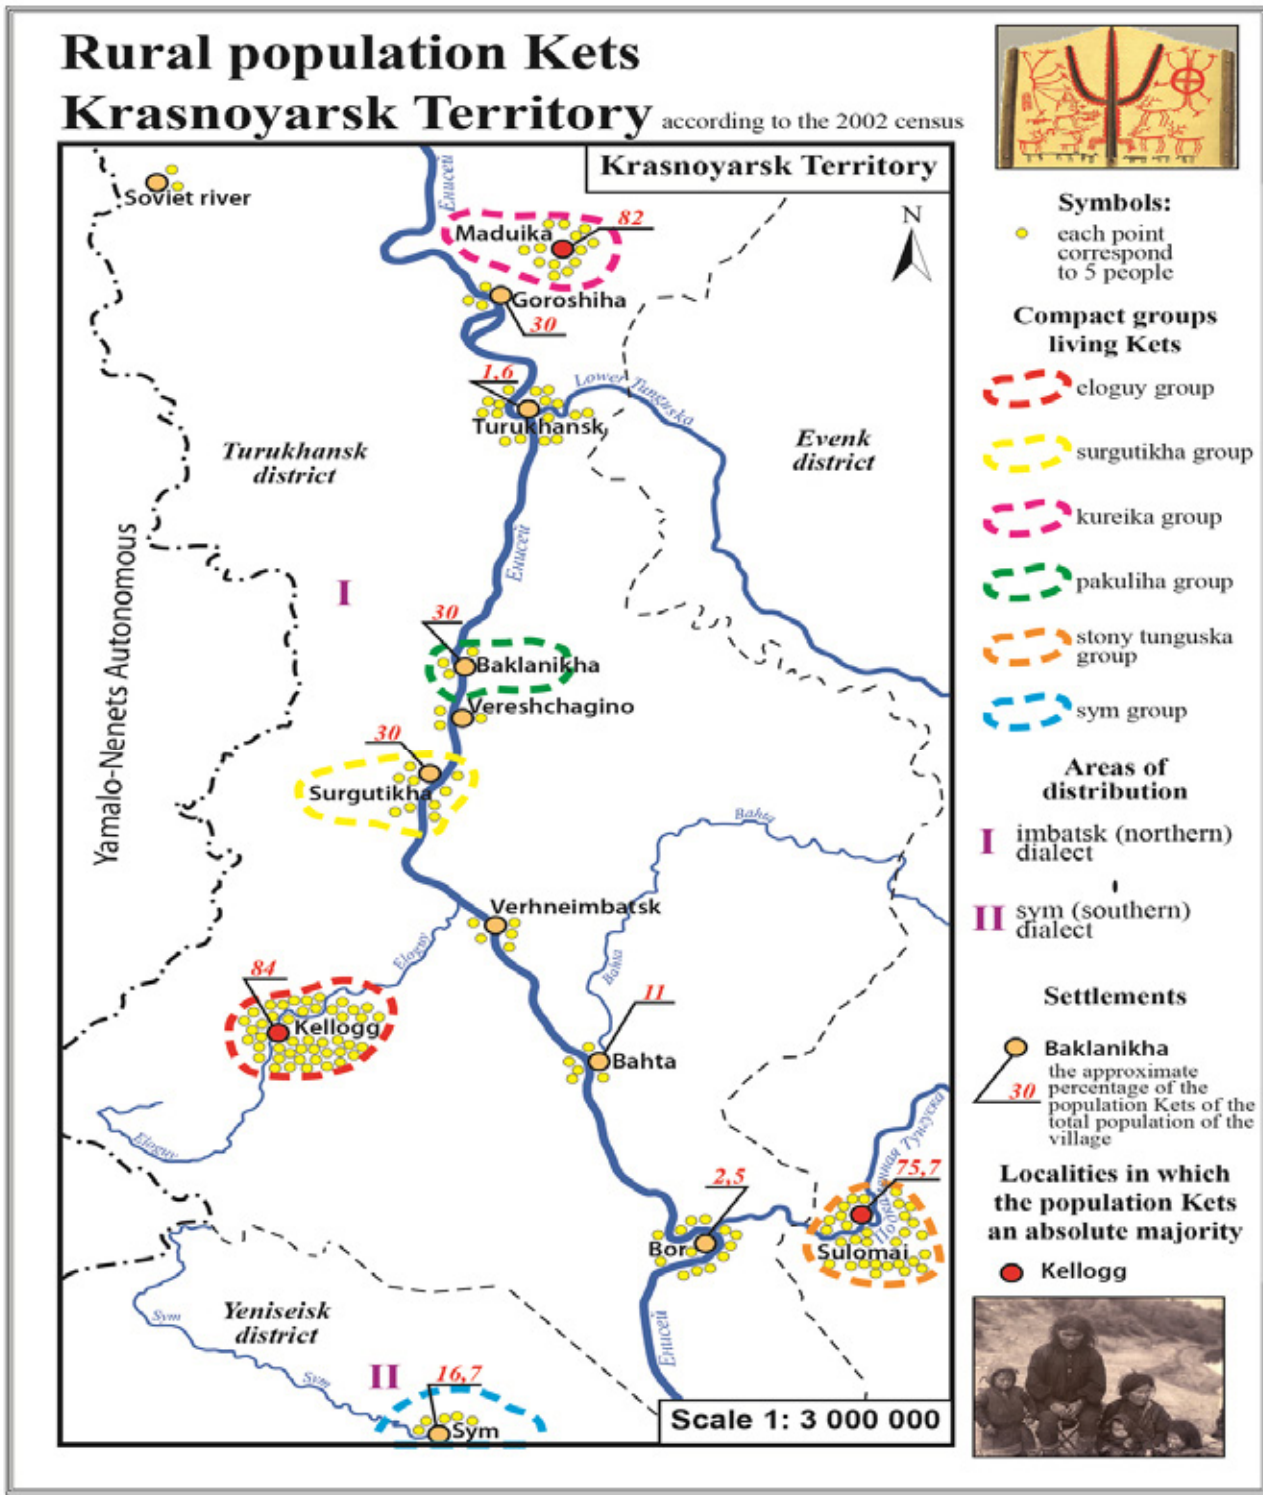 Rural population Kets
Krasnoyarsk Territory according to the 2002 census
Krasnoyarsk Territory
N
Soviet river
Енисей
Maduika
82
Goroshiha
30
1,6
Turukhansk
Lower Tunguska
Turukhansk
district
Evenk
district
Yamalo-Nenets Autonomous
Енисей
I
30
Baklanikha
Vereshchagino
30
Surgutikha
Bahta
Verhneimbatsk
Eloguy
Bahta
84
Kellogg
11
Bahta
Eloguy
2,5
Bor
75,7
Тунгуска
Sulomai
Yeniseisk
district
Sym
Sym
Енисей
II
16,7
Sym
Scale 1: 3 000 000
Symbols:
each point
correspond
to 5 people
Compact groups
living Kets
eloguy group
surgutikha group
kureika group
pakuliha group
stony tunguska
group
sym group
Areas of
distribution
I imbatsk (northern)
dialect
II sym (southern)
dialect
Settlements
Baklanikha
30
the approximate
percentage of the
population Kets of the
total population of the
village
Localities in which
the population Kets
an absolute majority
Kellogg